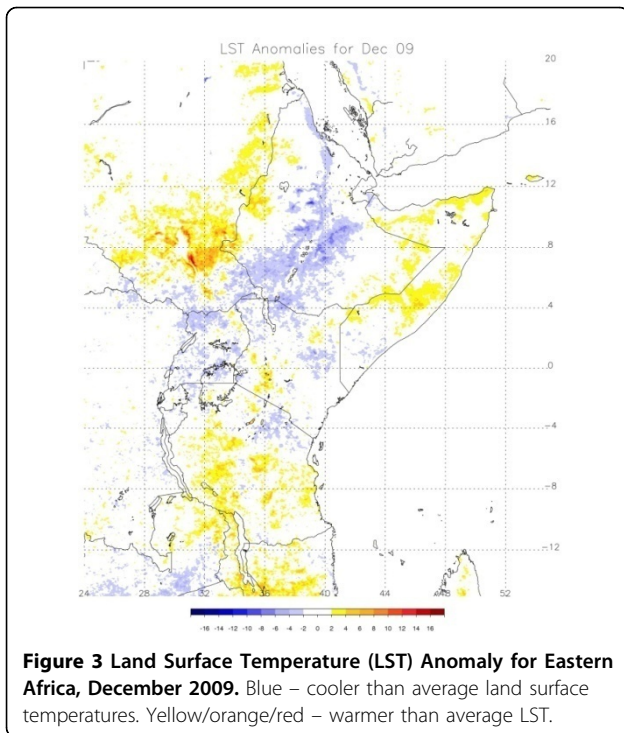 LST Anomalies for Dec 09
20
16
12
8
4
0
-4
-8
-12
24 28 32 36 40 44 48 52
-16 -14 -12 -10 -8 -6 -4 -2 0 2 4 6 8 10 12 14 16
Figure 3 Land Surface Temperature (LST) Anomaly for Eastern
Africa, December 2009. Blue – cooler than average land surface
temperatures. Yellow/orange/red – warmer than average LST.